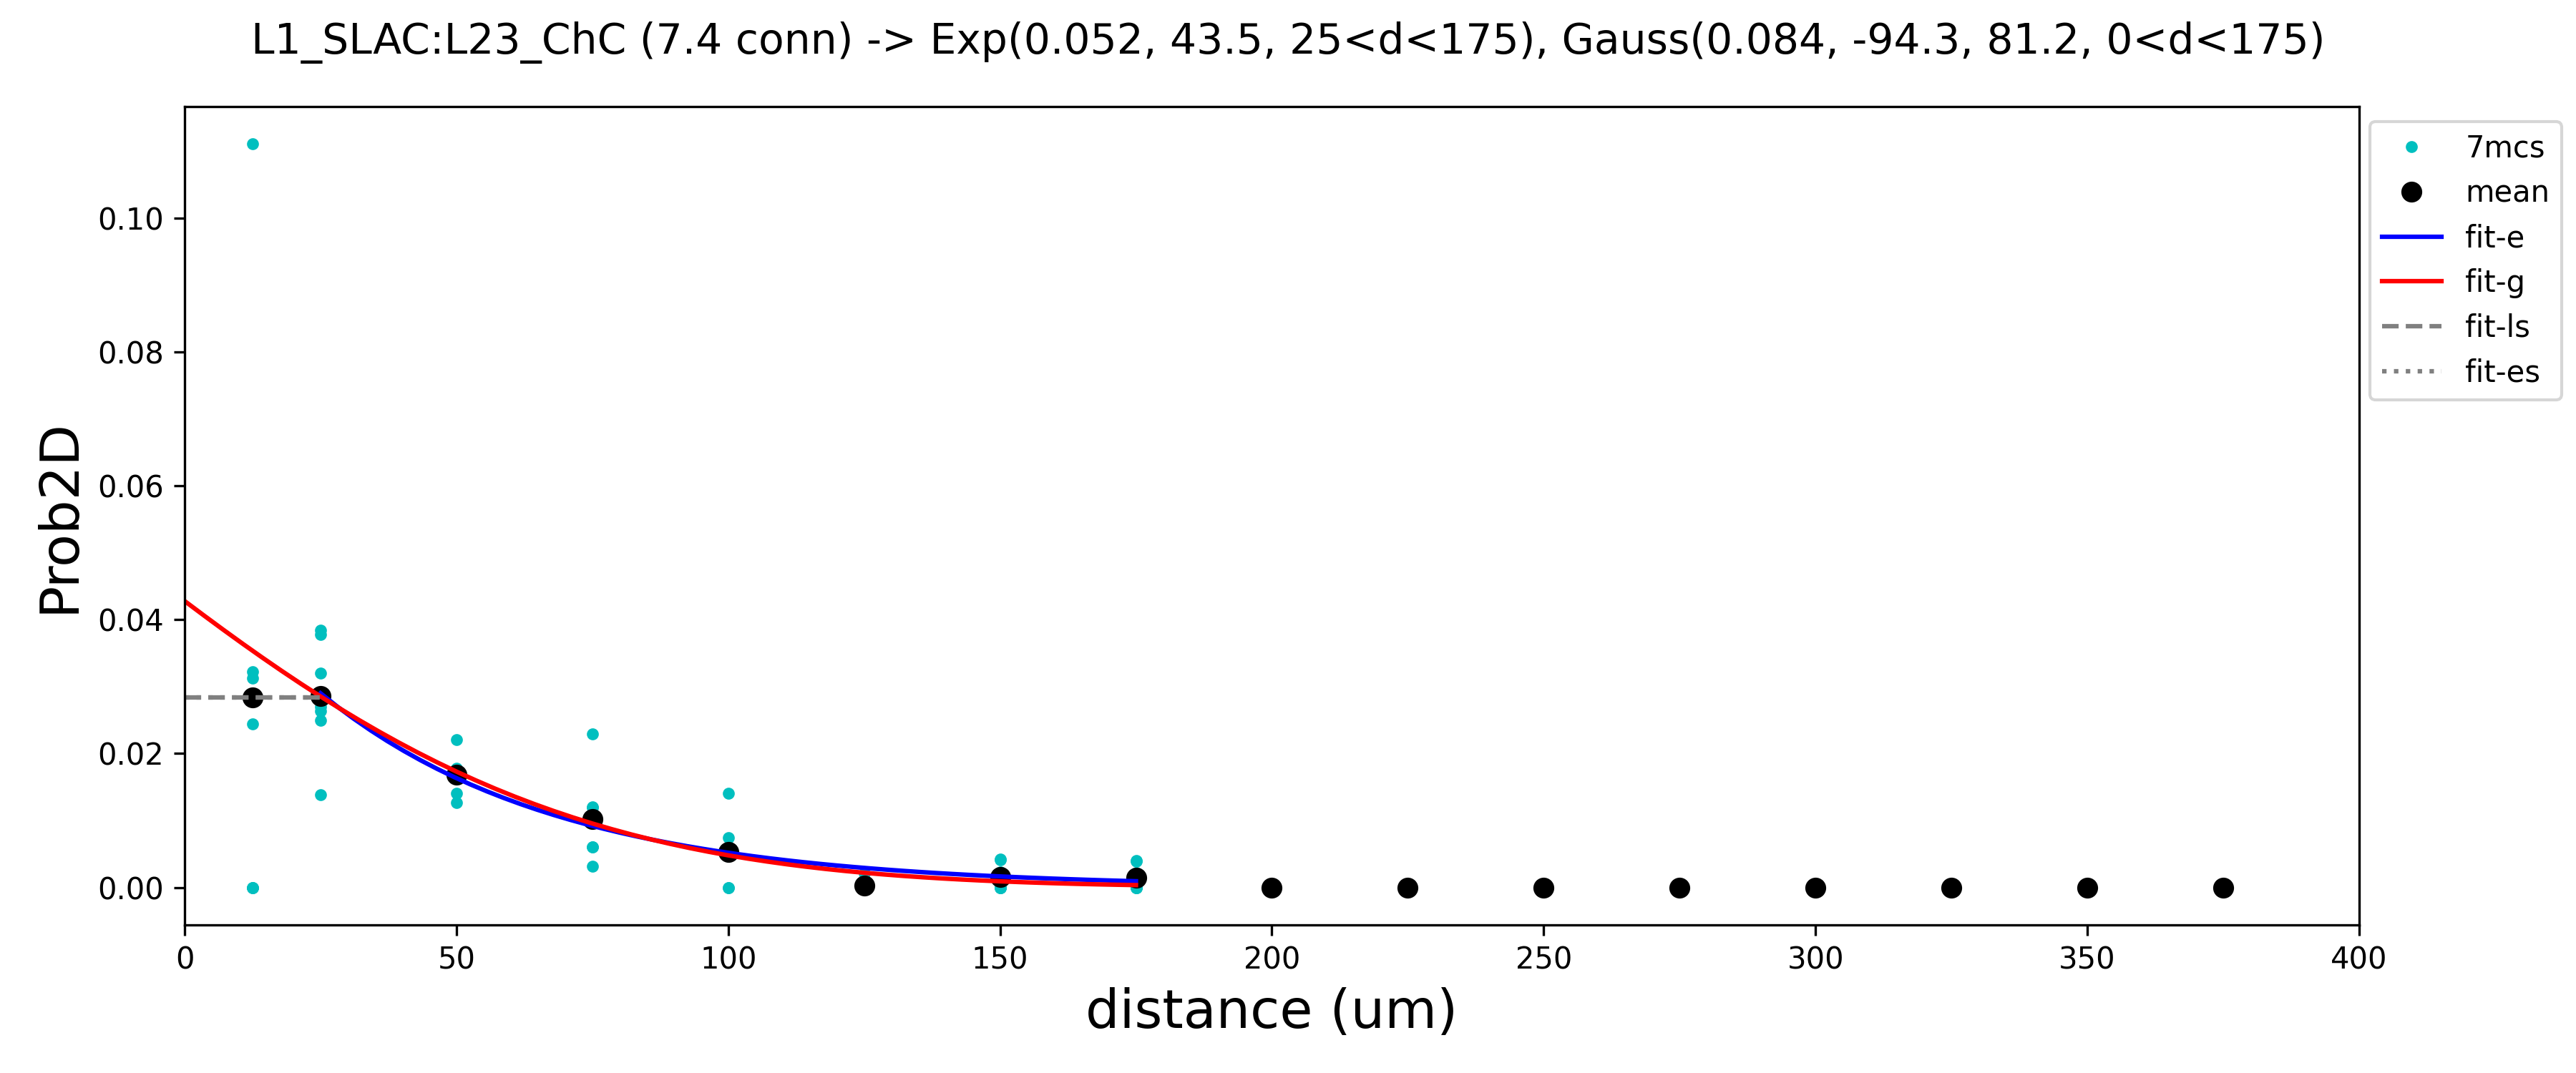 L1_SLAC:L23_ChC (7.4 conn) -> Exp(0.052, 43.5, 25<d<175), Gauss(0.084, -94.3, 81.2, 0<d<175)
7mcs
mean
fit-e
fit-g
fit-ls
fit-es
Prob2D
0.10
0.08
0.06
0.04
0.02
0.00
0 50 100 150 200 250 300 350 400
distance (um)